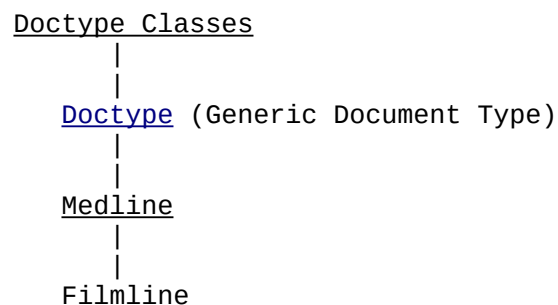 Doctype Classes
Doctype (Generic Document Type)
Medline
Filmline